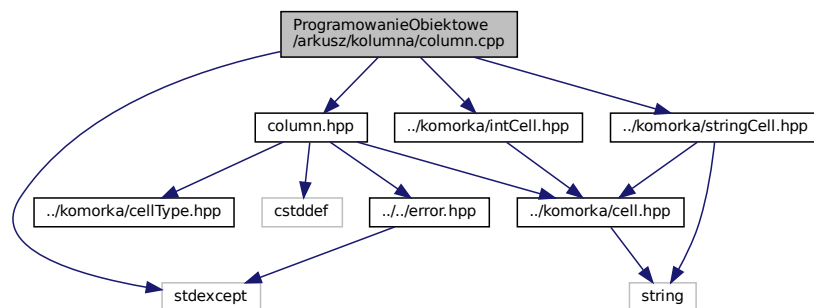 ProgramowanieObiektowe
/arkusz/kolumna/column.cpp
column.hpp
../komorka/intCell.hpp
../komorka/stringCell.hpp
../komorka/cellType.hpp
cstddef
../../error.hpp
../komorka/cell.hpp
stdexcept
string